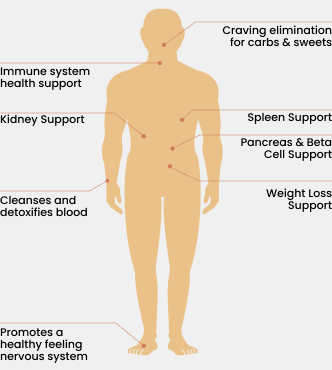 Craving elimination
for carbs & sweets
Immune system
health support
Kidney Support
Spleen Support
Pancreas & Beta
Cell Support
Cleanses and
detoxifies blood
Weight Loss
Support
Promotes a
healthy feeling
nervous system